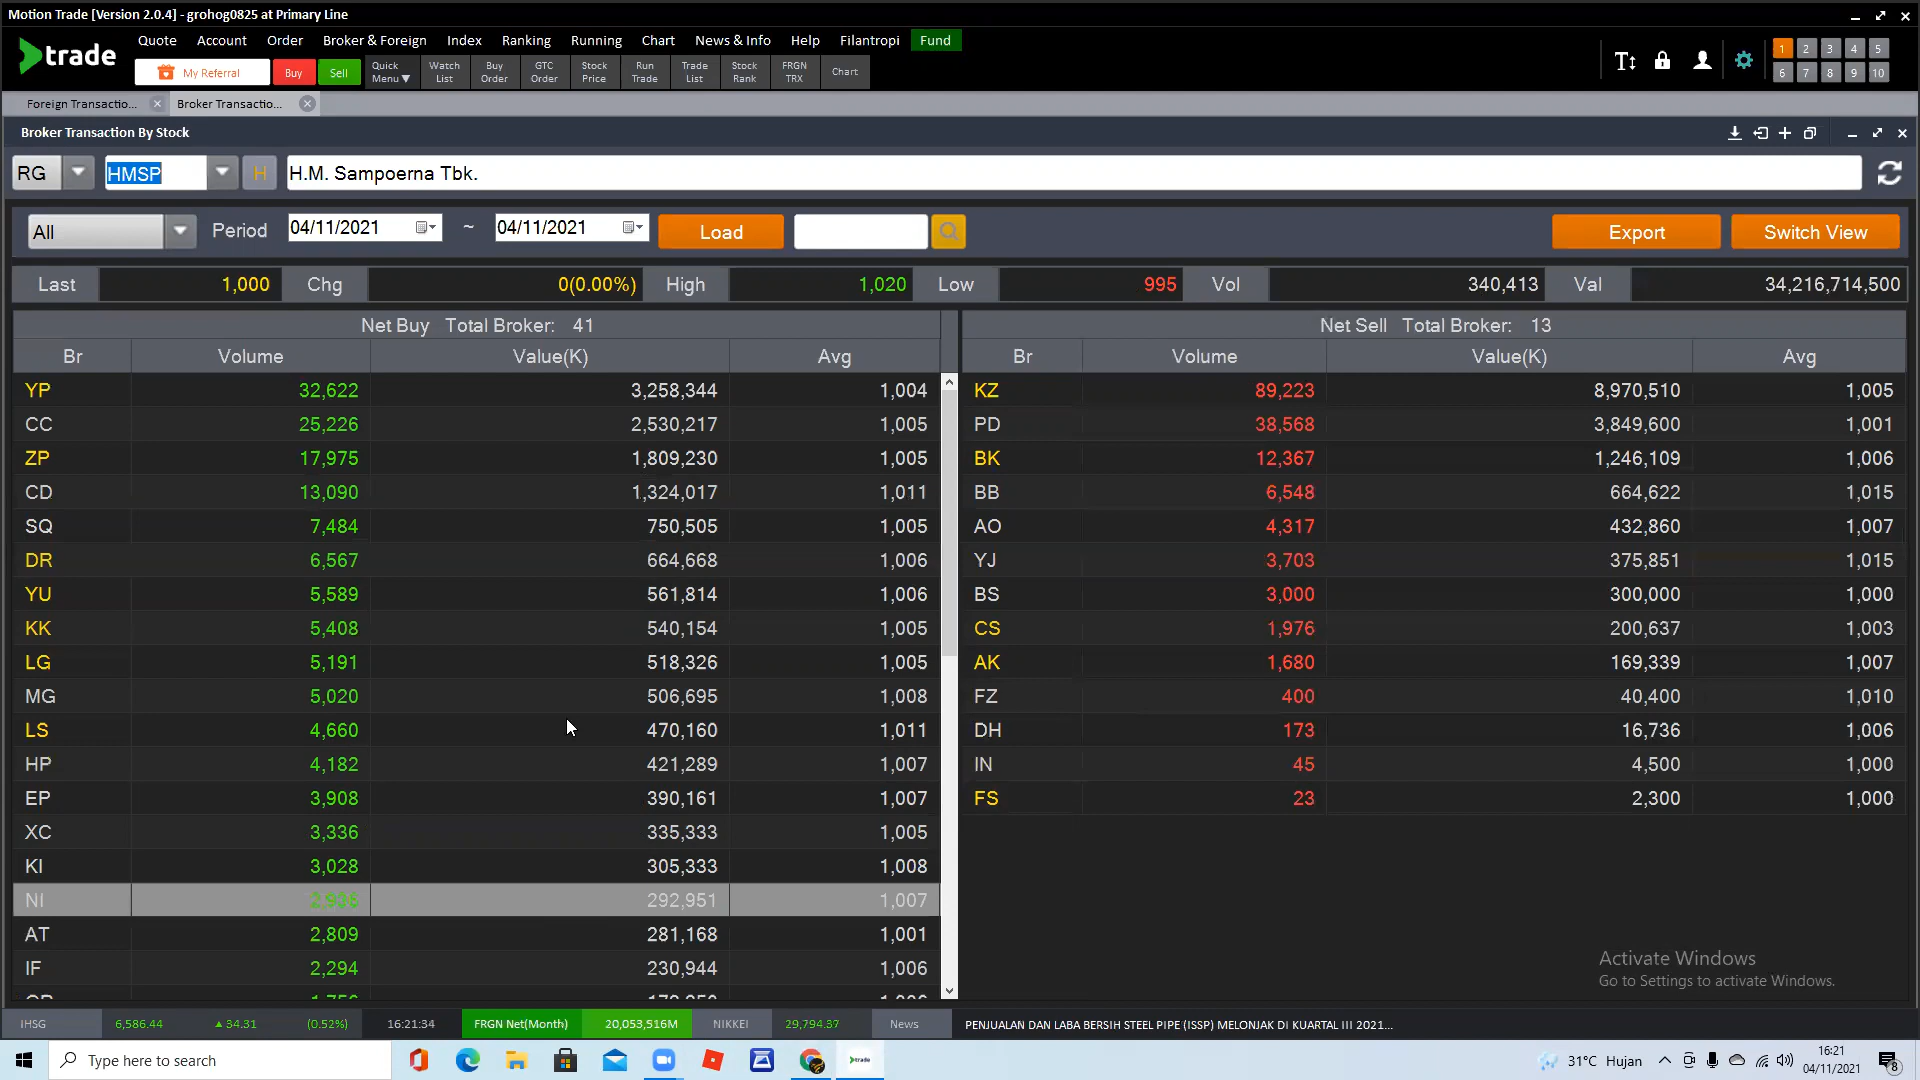 Motion Trade [Version 2.0.4] - grohog0825 at Primary Line
trade
Quote Account Order Broker & Foreign Index Ranking Running Chart News & Info Help Filantropi Fund
My Referral Buy Sell Quick Menu▼ Watch List Buy Order GTC Order Stock Price Run Trade Trade List Stock Rank FRGN TRX Chart
1 2 3 4 5
6 7 8 9 10
Foreign Transactio... Broker Transactio...
Broker Transaction By Stock
RG HMSP H H.M. Sampoerna Tbk.
All Period 04/11/2021 ~ 04/11/2021 Load Export Switch View
Last 1,000 Chg 0(0.00%) High 1,020 Low 995 Vol 340,413 Val 34,216,714,500
Net Buy Total Broker: 41 Net Sell Total Broker: 13
Br Volume Value(K) Avg Br Volume Value(K) Avg
YP 32,622 3,258,344 1,004 KZ 89,223 8,970,510 1,005
CC 25,226 2,530,217 1,005 PD 38,568 3,849,600 1,001
ZP 17,975 1,809,230 1,005 BK 12,367 1,246,109 1,006
CD 13,090 1,324,017 1,011 BB 6,548 664,622 1,015
SQ 7,484 750,505 1,005 AO 4,317 432,860 1,007
DR 6,567 664,668 1,006 YJ 3,703 375,851 1,015
YU 5,589 561,814 1,006 BS 3,000 300,000 1,000
KK 5,408 540,154 1,005 CS 1,976 200,637 1,003
LG 5,191 518,326 1,005 AK 1,680 169,339 1,007
MG 5,020 506,695 1,008 FZ 400 40,400 1,010
LS 4,660 470,160 1,011 DH 173 16,736 1,006
HP 4,182 421,289 1,007 IN 45 4,500 1,000
EP 3,908 390,161 1,007 FS 23 2,300 1,000
XC 3,336 335,333 1,005
KI 3,028 305,333 1,008
NI 292,951 1,007
AT 2,809 281,168 1,001
IF 2,294 230,944 1,006
Activate Windows
Go to Settings to activate Windows.
IHSG 6,586.44 ▲ 34.31 (0.52%) 16:21:34 FRGN Net(Month) 20,053,516M NIKKEI 29,794.37 News PENJUALAN DAN LABA BERSIH STEEL PIPE (ISSP) MELONJAK DI KUARTAL III 2021...
Type here to search trade 31°C Hujan 16:21
04/11/2021 8